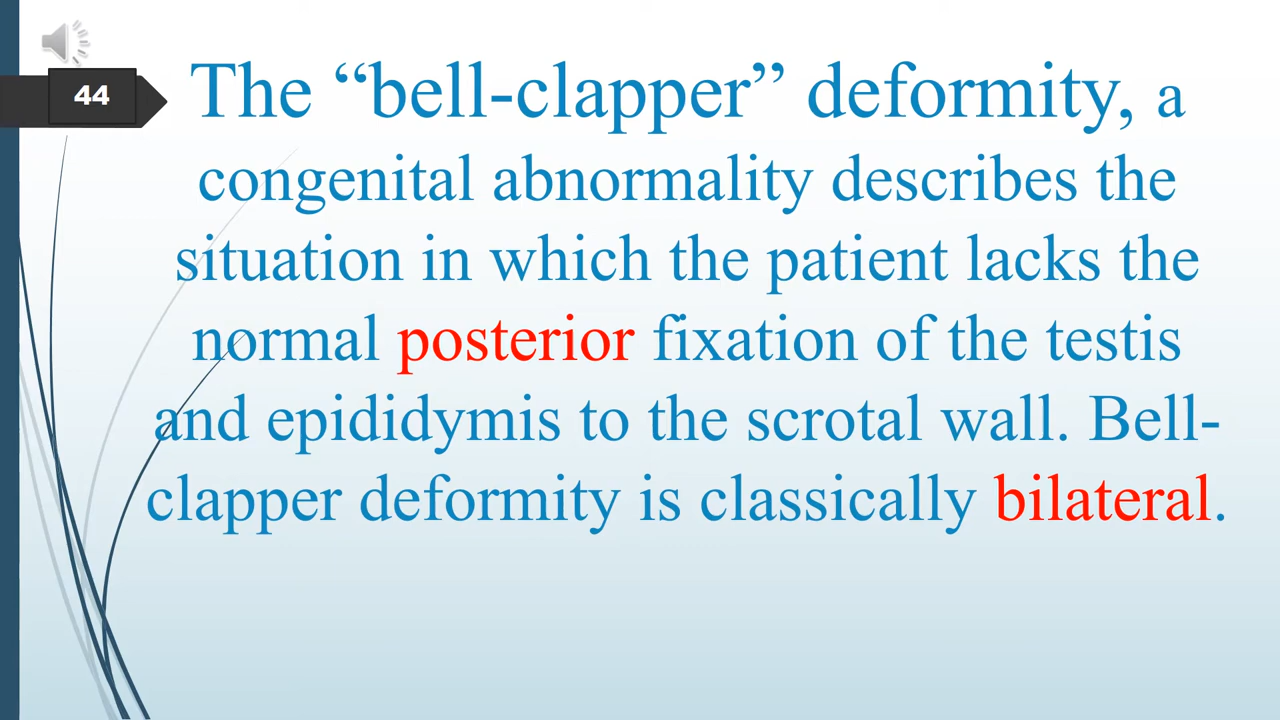 44
The “bell-clapper” deformity, a
congenital abnormality describes the
situation in which the patient lacks the
normal posterior fixation of the testis
and epididymis to the scrotal wall. Bell-
clapper deformity is classically bilateral.